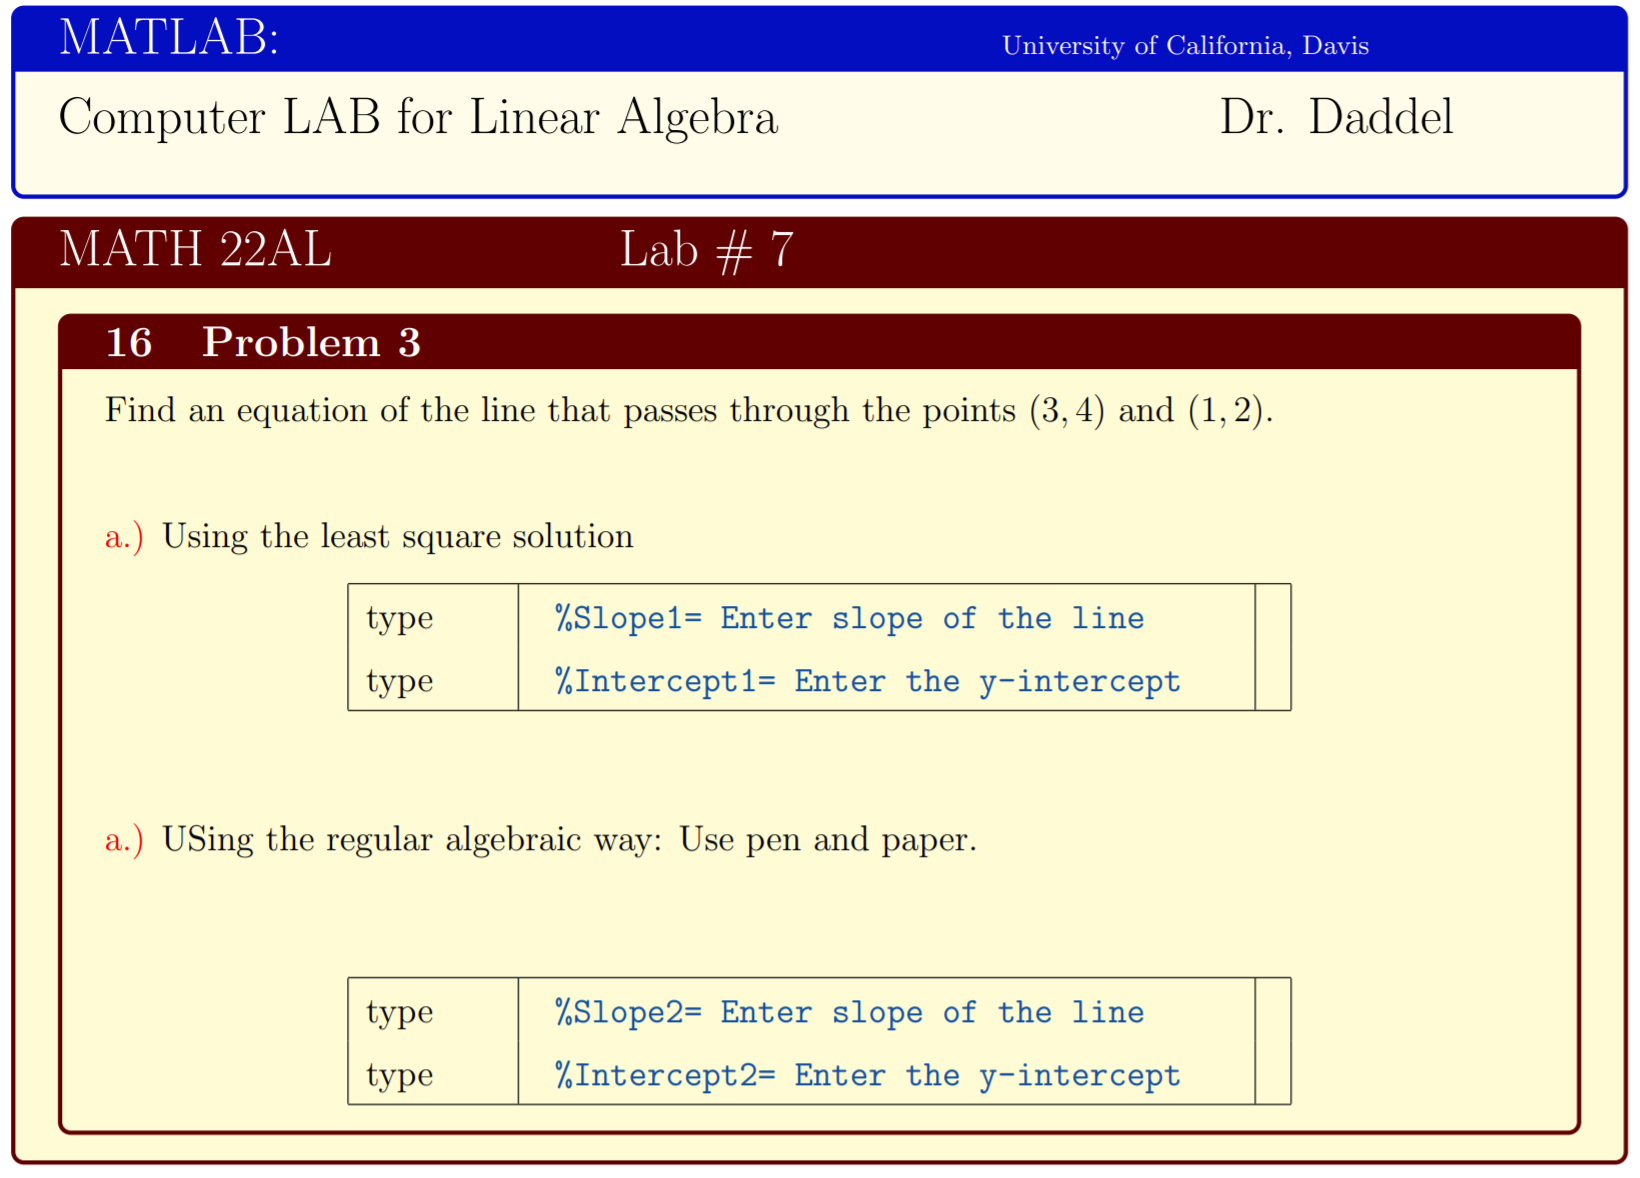 MATLAB: University of California, Davis
Computer LAB for Linear Algebra Dr. Daddel
MATH 22AL Lab # 7
16 Problem 3
Find an equation of the line that passes through the points (3, 4) and (1, 2).
a.) Using the least square solution
type %Slope1= Enter slope of the line
type %Intercept1= Enter the y-intercept
a.) USing the regular algebraic way: Use pen and paper.
type %Slope2= Enter slope of the line
type %Intercept2= Enter the y-intercept